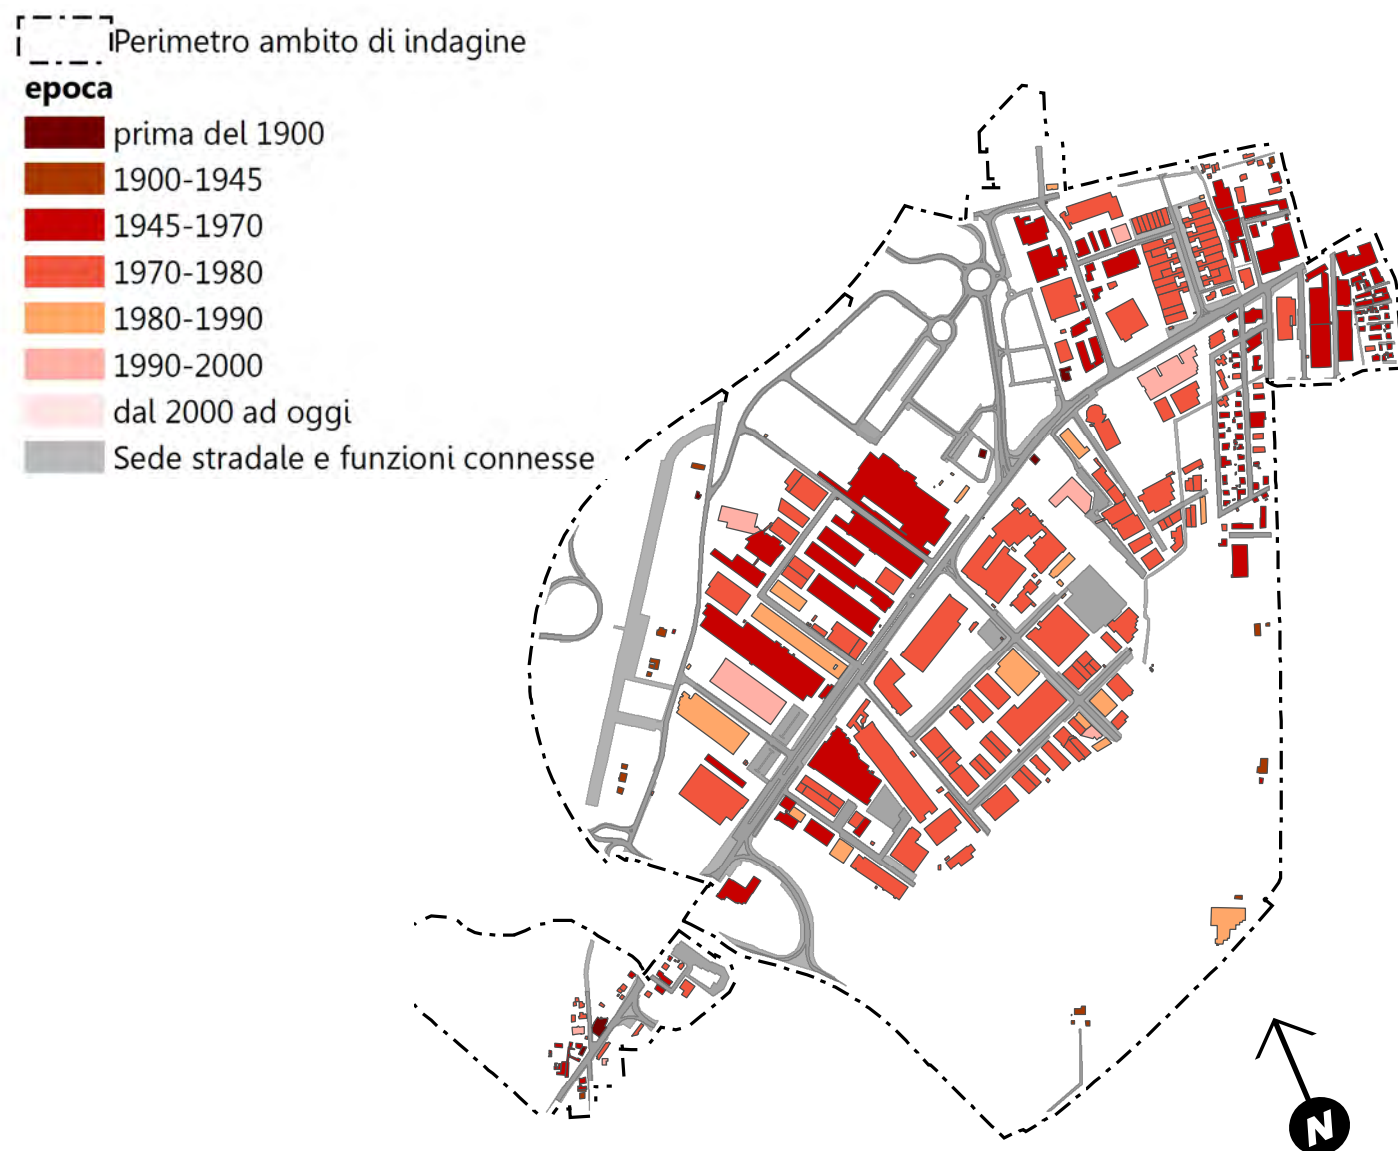 Perimetro ambito di indagine
epoca
prima del 1900
1900-1945
1945-1970
1970-1980
1980-1990
1990-2000
dal 2000 ad oggi
Sede stradale e funzioni connesse
N